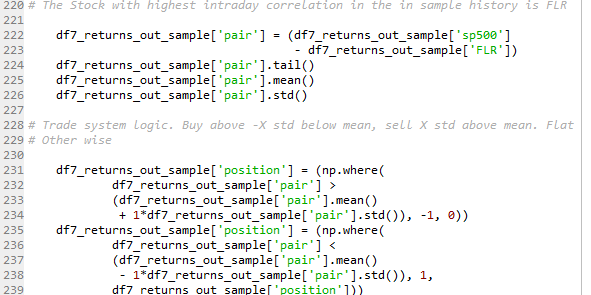 220 # The Stock with highest intraday correlation in the in sample history is FLR
221
222     df7_returns_out_sample['pair'] = (df7_returns_out_sample['sp500']
223                                       - df7_returns_out_sample['FLR'])
224     df7_returns_out_sample['pair'].tail()
225     df7_returns_out_sample['pair'].mean()
226     df7_returns_out_sample['pair'].std()
227
228 # Trade system logic. Buy above -X std below mean, sell X std above mean. Flat
229 # Other wise
230
231     df7_returns_out_sample['position'] = (np.where(
232             df7_returns_out_sample['pair'] >
233             (df7_returns_out_sample['pair'].mean()
234              + 1*df7_returns_out_sample['pair'].std()), -1, 0))
235     df7_returns_out_sample['position'] = (np.where(
236             df7_returns_out_sample['pair'] <
237             (df7_returns_out_sample['pair'].mean()
238              - 1*df7_returns_out_sample['pair'].std()), 1,
239             df7_returns_out_sample['position']))